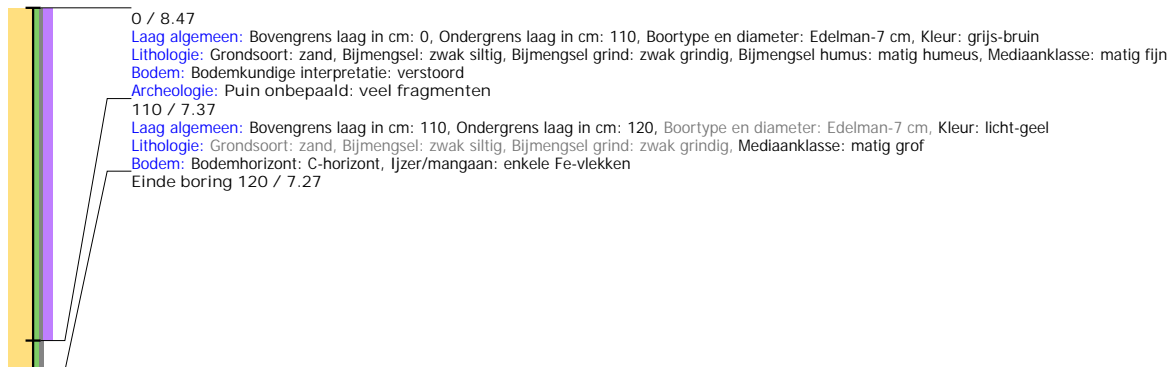 0 / 8.47
Laag algemeen: Bovengrens laag in cm: 0, Ondergrens laag in cm: 110, Boortype en diameter: Edelman-7 cm, Kleur: grijs-bruin
Lithologie: Grondsoort: zand, Bijmengsel: zwak siltig, Bijmengsel grind: zwak grindig, Bijmengsel humus: matig humeus, Mediaanklasse: matig fijn
Bodem: Bodemkundige interpretatie: verstoord
Archeologie: Puin onbepaald: veel fragmenten
110 / 7.37
Laag algemeen: Bovengrens laag in cm: 110, Ondergrens laag in cm: 120, Boortype en diameter: Edelman-7 cm, Kleur: licht-geel
Lithologie: Grondsoort: zand, Bijmengsel: zwak siltig, Bijmengsel grind: zwak grindig, Mediaanklasse: matig grof
Bodem: Bodemhorizont: C-horizont, Ijzer/mangaan: enkele Fe-vlekken
Einde boring 120 / 7.27